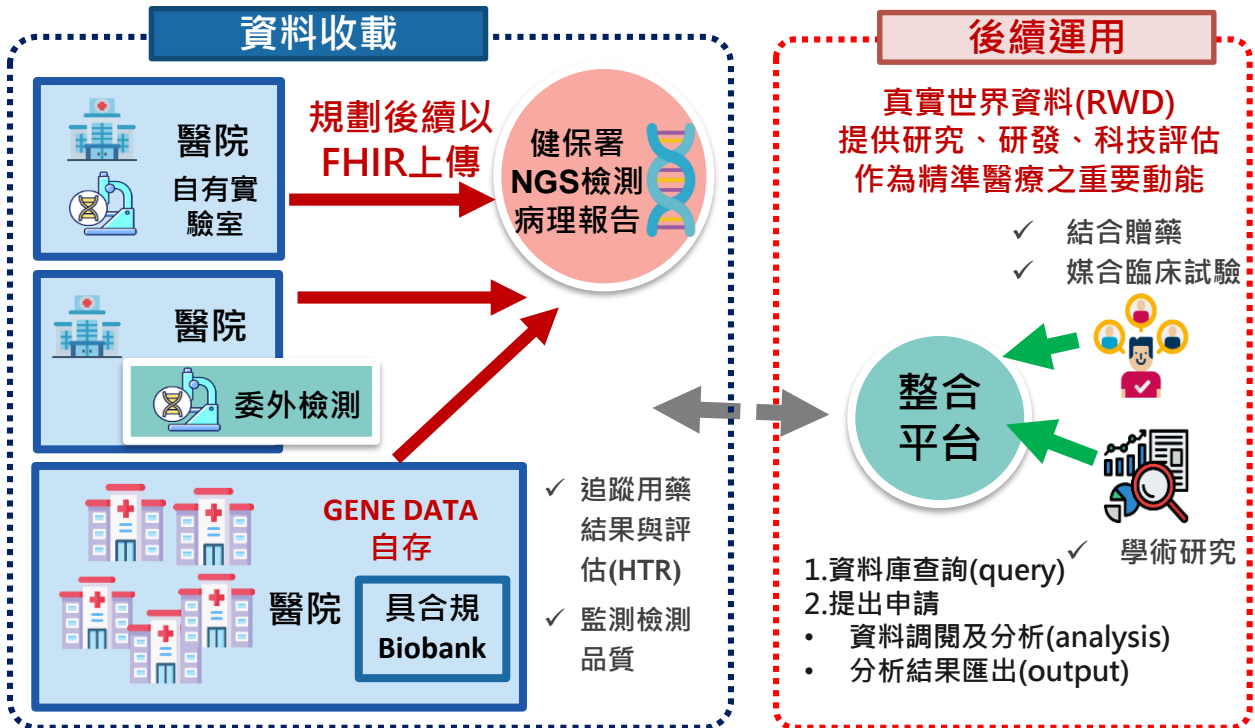 資料收載
醫院
自有實
驗室
規劃後續以
FHIR上傳
健保署
NGS檢測
病理報告
醫院
委外檢測
GENE DATA
自存
醫院
具合規
Biobank
✓ 追蹤用藥
結果與評
估(HTR)
✓ 監測檢測
品質
後續運用
真實世界資料(RWD)
提供研究、研發、科技評估
作為精準醫療之重要動能
✓ 結合贈藥
✓ 媒合臨床試驗
整合
平台
✓ 學術研究
1.資料庫查詢(query)
2.提出申請
• 資料調閱及分析(analysis)
• 分析結果匯出(output)